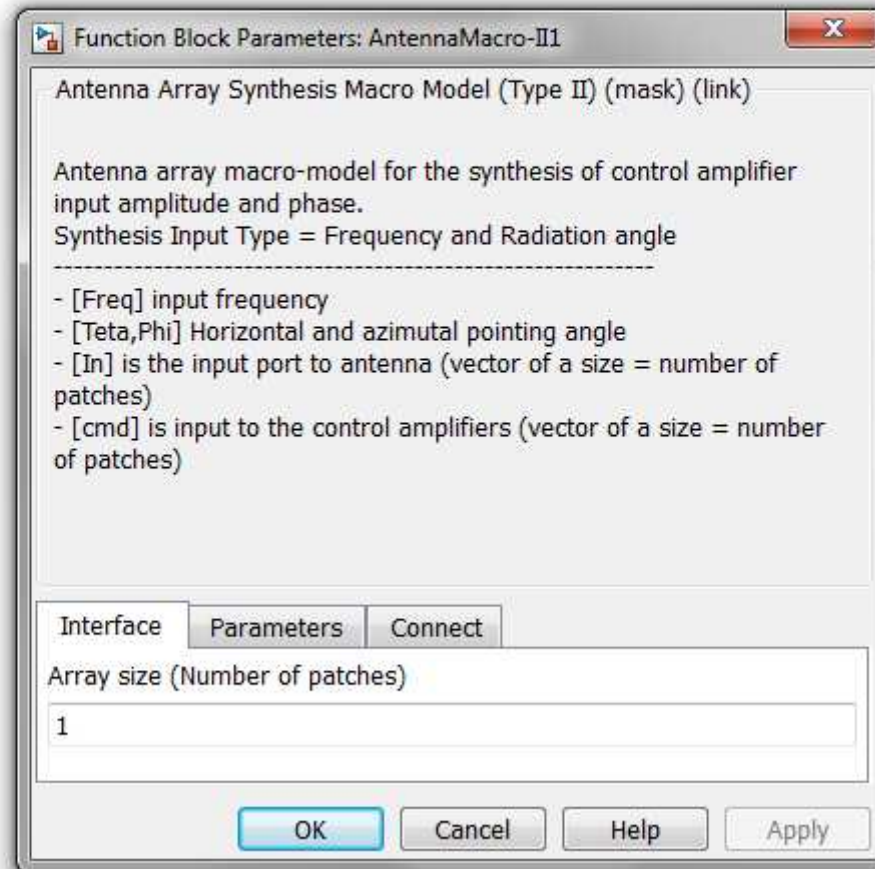 Function Block Parameters: AntennaMacro-II1
X
Antenna Array Synthesis Macro Model (Type II) (mask) (link)
Antenna array macro-model for the synthesis of control amplifier
input amplitude and phase.
Synthesis Input Type = Frequency and Radiation angle
------------------------------------------------------------
- [Freq] input frequency
- [Teta,Phi] Horizontal and azimutal pointing angle
- [In] is the input port to antenna (vector of a size = number of
patches)
- [cmd] is input to the control amplifiers (vector of a size = number
of patches)
Interface Parameters Connect
Array size (Number of patches)
1
OK Cancel Help Apply